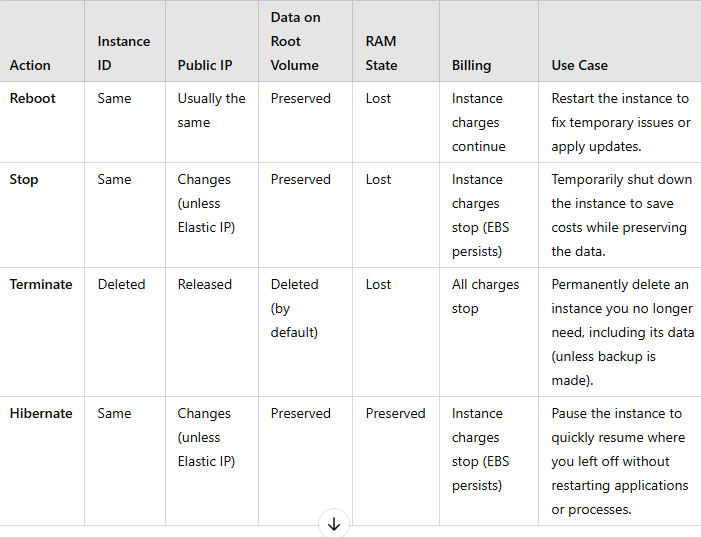 Action
Instance
ID
Public IP
Data on
Root
Volume
RAM
State
Billing
Use Case
Reboot
Same
Usually the
same
Preserved
Lost
Instance
charges
continue
Restart the instance to
fix temporary issues or
apply updates.
Stop
Same
Changes
(unless
Elastic IP)
Preserved
Lost
Instance
charges
stop (EBS
persists)
Temporarily shut down
the instance to save
costs while preserving
the data.
Terminate
Deleted
Released
Deleted
(by
default)
Lost
All charges
stop
Permanently delete an
instance you no longer
need, including its data
(unless backup is
made).
Hibernate
Same
Changes
(unless
Elastic IP)
Preserved
Preserved
Instance
charges
stop (EBS
persists)
Pause the instance to
quickly resume where
you left off without
restarting applications
or processes.